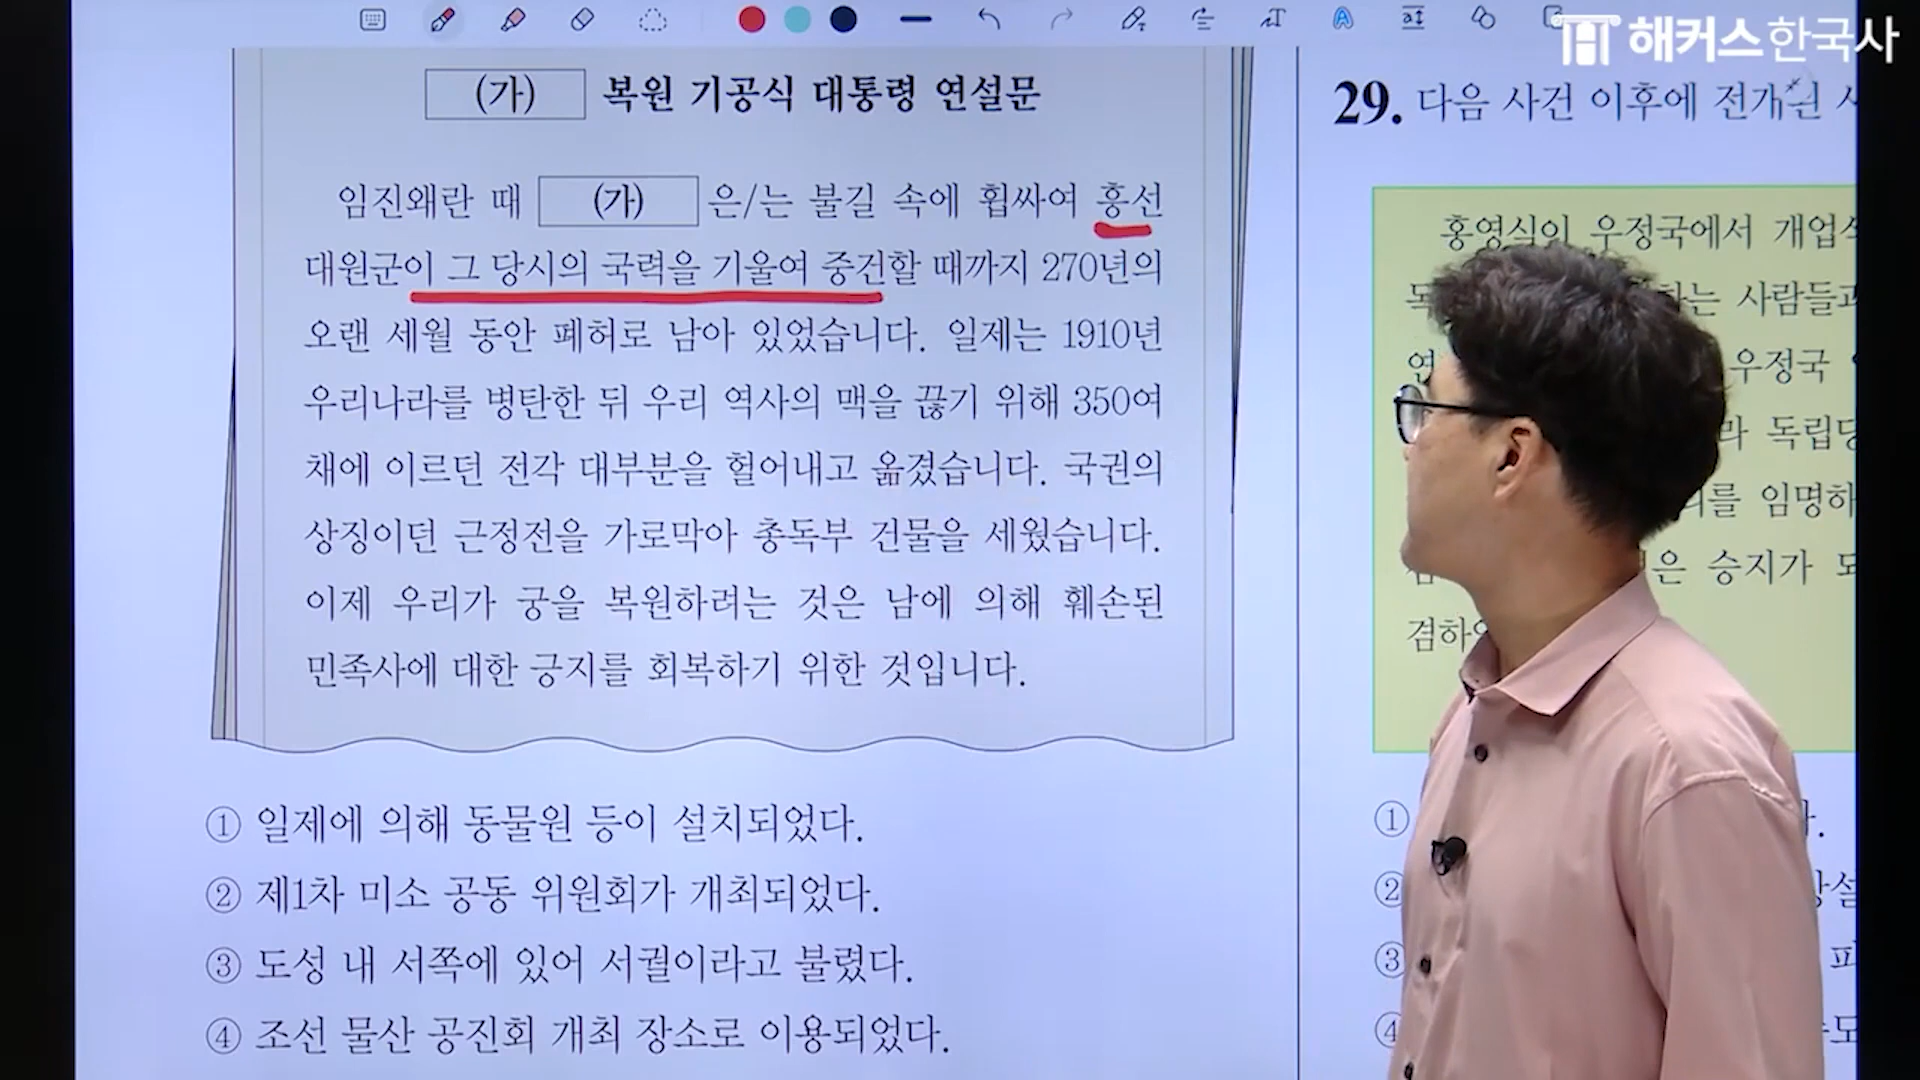 해커스한국사
(가) 복원 기공식 대통령 연설문
임진왜란 때 (가) 은/는 불길 속에 휩싸여 흥선
대원군이 그 당시의 국력을 기울여 중건할 때까지 270년의
오랜 세월 동안 폐허로 남아 있었습니다. 일제는 1910년
우리나라를 병탄한 뒤 우리 역사의 맥을 끊기 위해 350여
채에 이르던 전각 대부분을 헐어내고 옮겼습니다. 국권의
상징이던 근정전을 가로막아 총독부 건물을 세웠습니다.
이제 우리가 궁을 복원하려는 것은 남에 의해 훼손된
민족사에 대한 긍지를 회복하기 위한 것입니다.
① 일제에 의해 동물원 등이 설치되었다.
② 제1차 미소 공동 위원회가 개최되었다.
③ 도성 내 서쪽에 있어 서궐이라고 불렸다.
④ 조선 물산 공진회 개최 장소로 이용되었다.
29. 다음 사건 이후에 전개된
홍영식이 우정국에서
사람들과
우정국
독립당
임명하
은 승지가
겸하
①
②
③
④